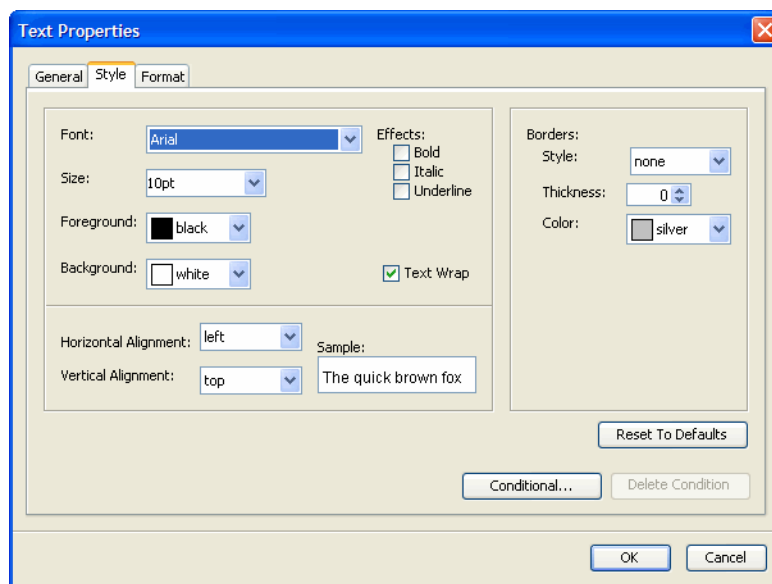 Text Properties
General Style Format
Font: Arial
Effects:
Bold
Italic
Underline
Size: 10pt
Foreground: black
Background: white
Text Wrap
Horizontal Alignment: left
Vertical Alignment: top
Sample:
The quick brown fox
Borders:
Style: none
Thickness: 0
Color: silver
Reset To Defaults
Conditional... Delete Condition
OK Cancel